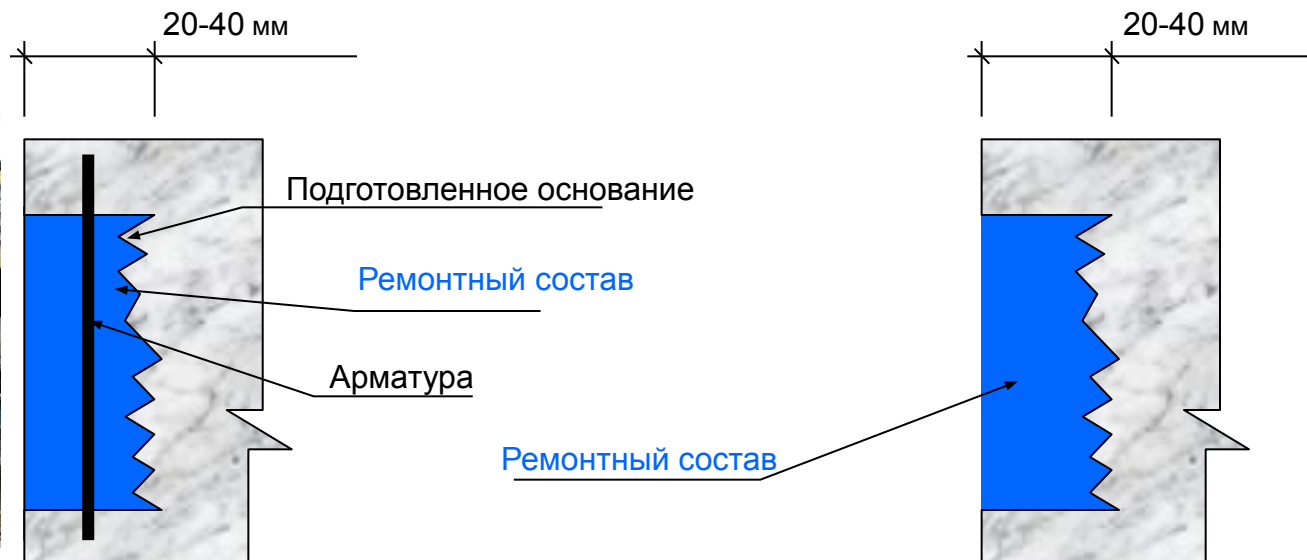 20-40 мм
20-40 мм
Подготовленное основание
Ремонтный состав
Арматура
Ремонтный состав